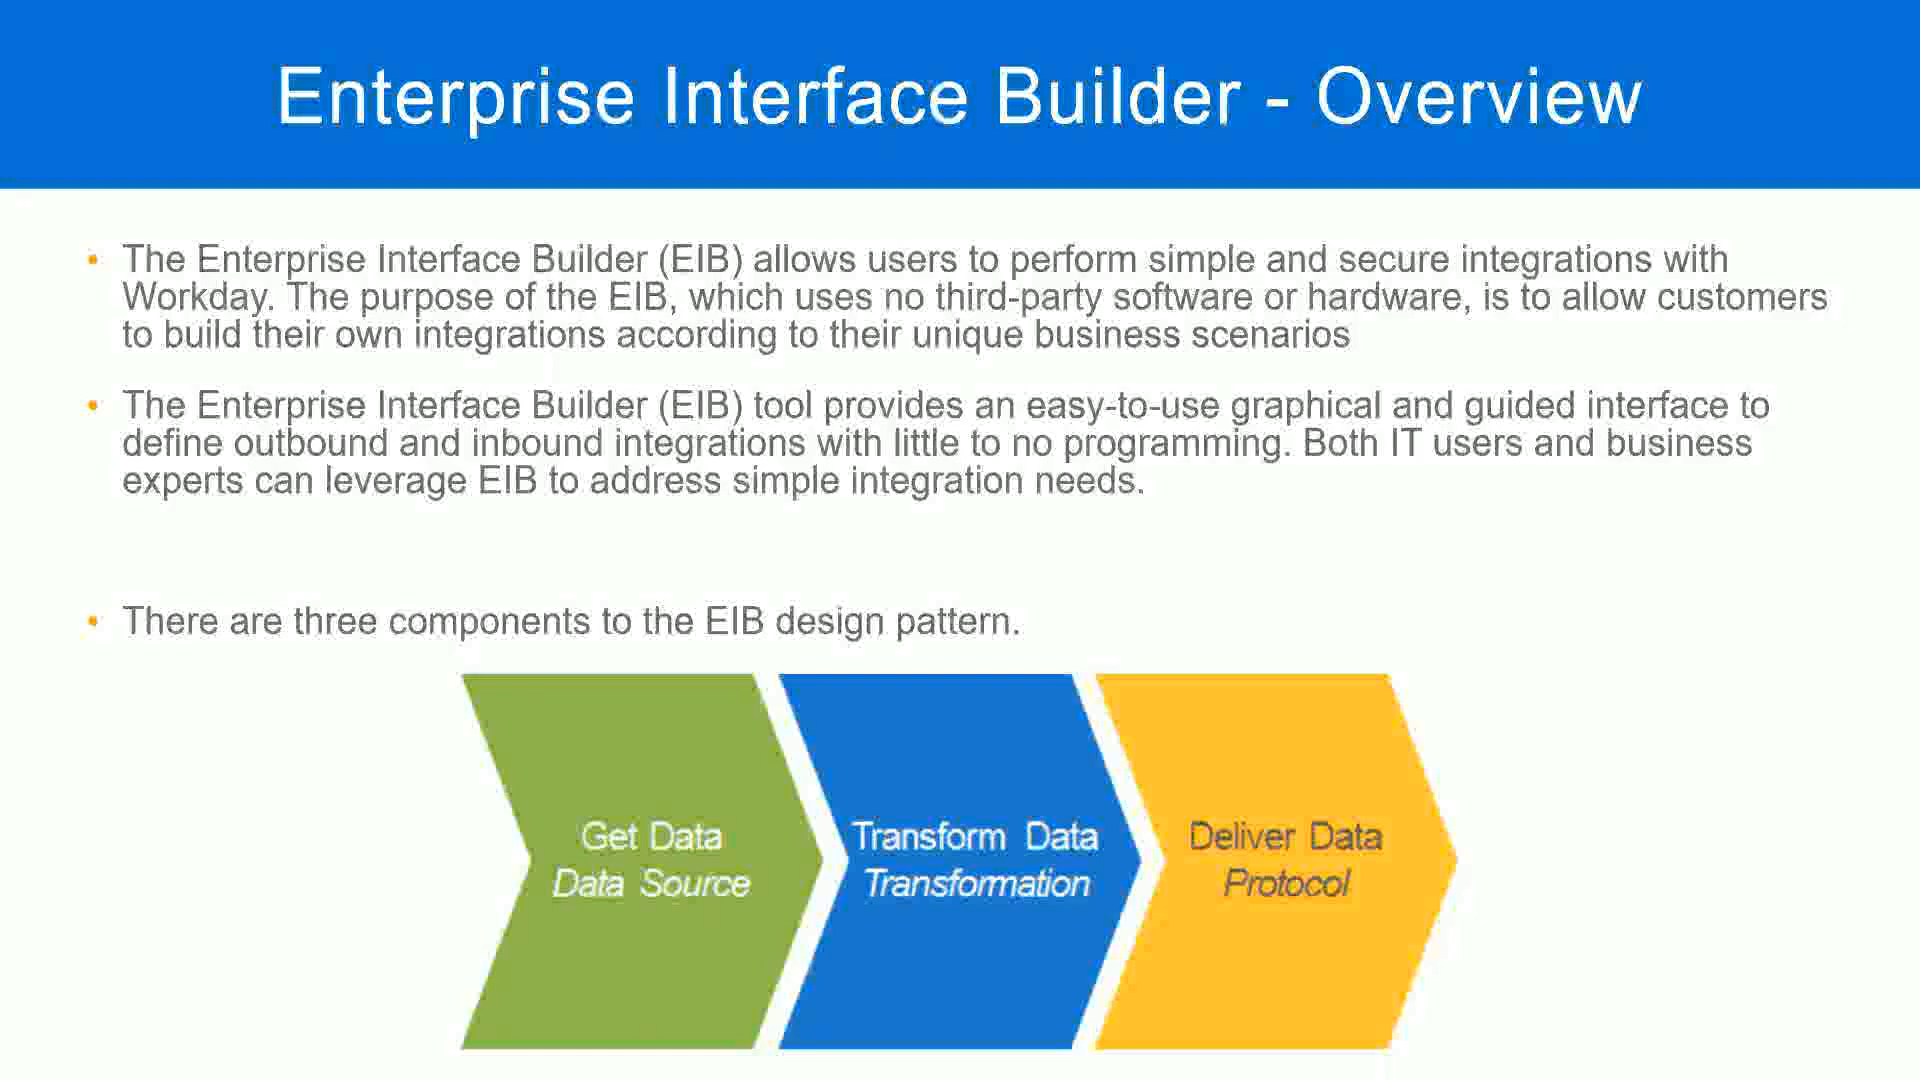 Enterprise Interface Builder - Overview
• The Enterprise Interface Builder (EIB) allows users to perform simple and secure integrations with
Workday. The purpose of the EIB, which uses no third-party software or hardware, is to allow customers
to build their own integrations according to their unique business scenarios
• The Enterprise Interface Builder (EIB) tool provides an easy-to-use graphical and guided interface to
define outbound and inbound integrations with little to no programming. Both IT users and business
experts can leverage EIB to address simple integration needs.
• There are three components to the EIB design pattern.
Get Data
Data Source
Transform Data
Transformation
Deliver Data
Protocol